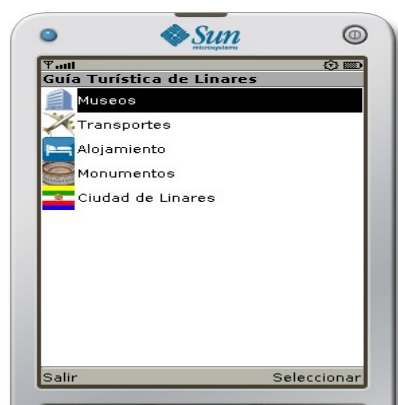 Sun
microsystems
Guía Turística de Linares
Museos
Transportes
Alojamiento
Monumentos
Ciudad de Linares
Salir Seleccionar